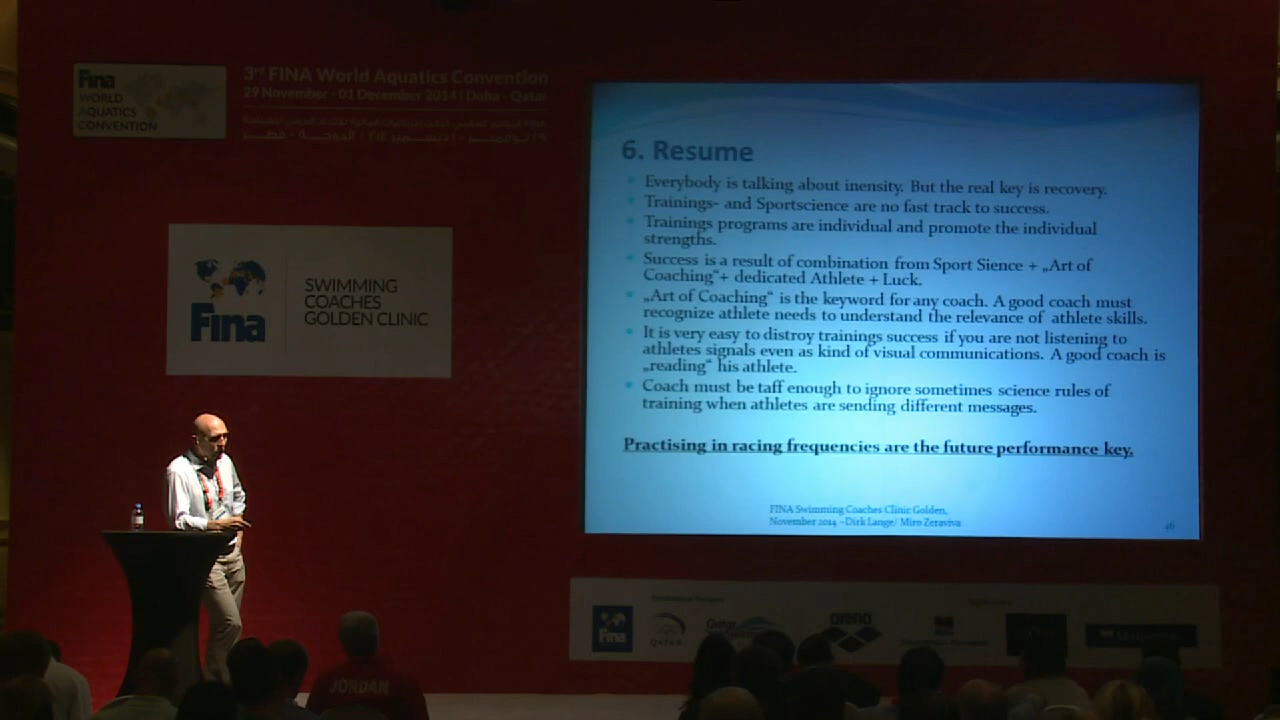 Fina
WORLD
AQUATICS
CONVENTION
3rd FINA World Aquatics Convention
29 November - 01 December 2014 | Doha - Qatar
Fina
SWIMMING
COACHES
GOLDEN CLINIC
6. Resume
Everybody is talking about inensity. But the real key is recovery.
Trainings- and Sportscience are no fast track to success.
Trainings programs are individual and promote the individual
strengths.
Success is a result of combination from Sport Sience + „Art of
Coaching“+ dedicated Athlete + Luck.
„Art of Coaching“ is the keyword for any coach. A good coach must
recognize athlete needs to understand the relevance of athlete skills.
It is very easy to distroy trainings success if you are not listening to
athletes signals even as kind of visual communications. A good coach is
„reading“ his athlete.
Coach must be taff enough to ignore sometimes science rules of
training when athletes are sending different messages.
Practising in racing frequencies are the future performance key.
FINA Swimming Coaches Clinic Golden,
November 2014 –Dirk Lange/ Miro Zeraviva
46
Fina
QATAR
Qatar
arena
JORDAN